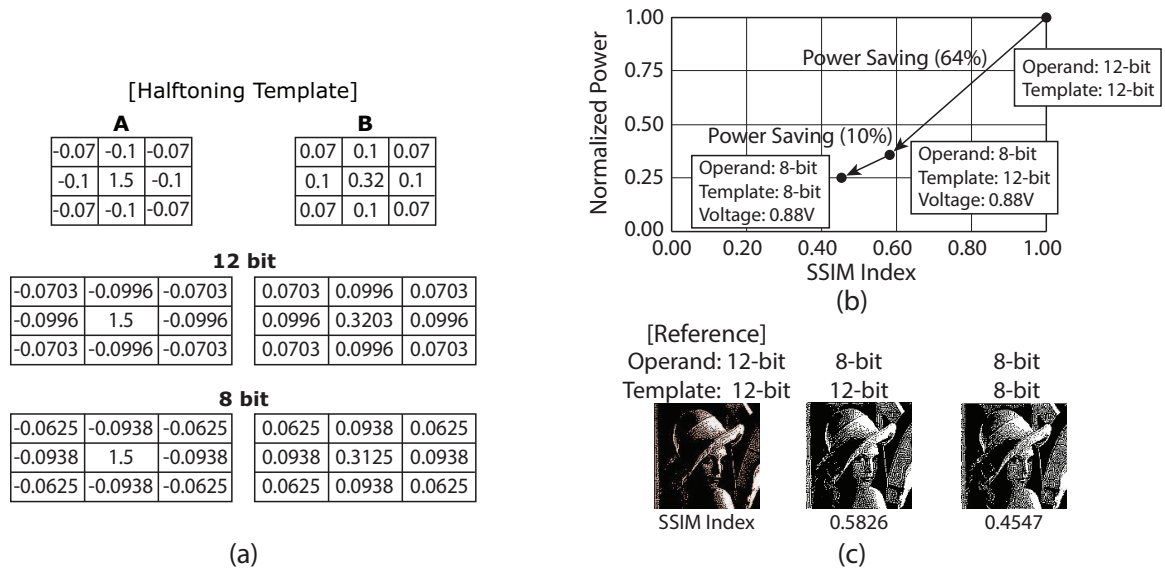 [Halftoning Template]
A B
-0.07 -0.1 -0.07 0.07 0.1 0.07
-0.1 1.5 -0.1 0.1 0.32 0.1
-0.07 -0.1 -0.07 0.07 0.1 0.07
12 bit
-0.0703 -0.0996 -0.0703 0.0703 0.0996 0.0703
-0.0996 1.5 -0.0996 0.0996 0.3203 0.0996
-0.0703 -0.0996 -0.0703 0.0703 0.0996 0.0703
8 bit
-0.0625 -0.0938 -0.0625 0.0625 0.0938 0.0625
-0.0938 1.5 -0.0938 0.0938 0.3125 0.0938
-0.0625 -0.0938 -0.0625 0.0625 0.0938 0.0625
(a)
Normalized Power
1.00
0.75
0.50
0.25
0.00
Power Saving (64%)
Operand: 12-bit
Template: 12-bit
Power Saving (10%)
Operand: 8-bit
Template: 8-bit
Voltage: 0.88V
Operand: 8-bit
Template: 12-bit
Voltage: 0.88V
0.00 0.20 0.40 0.60 0.80 1.00
SSIM Index
(b)
[Reference]
Operand: 12-bit 8-bit 8-bit
Template: 12-bit 12-bit 8-bit
SSIM Index 0.5826 0.4547
(c)